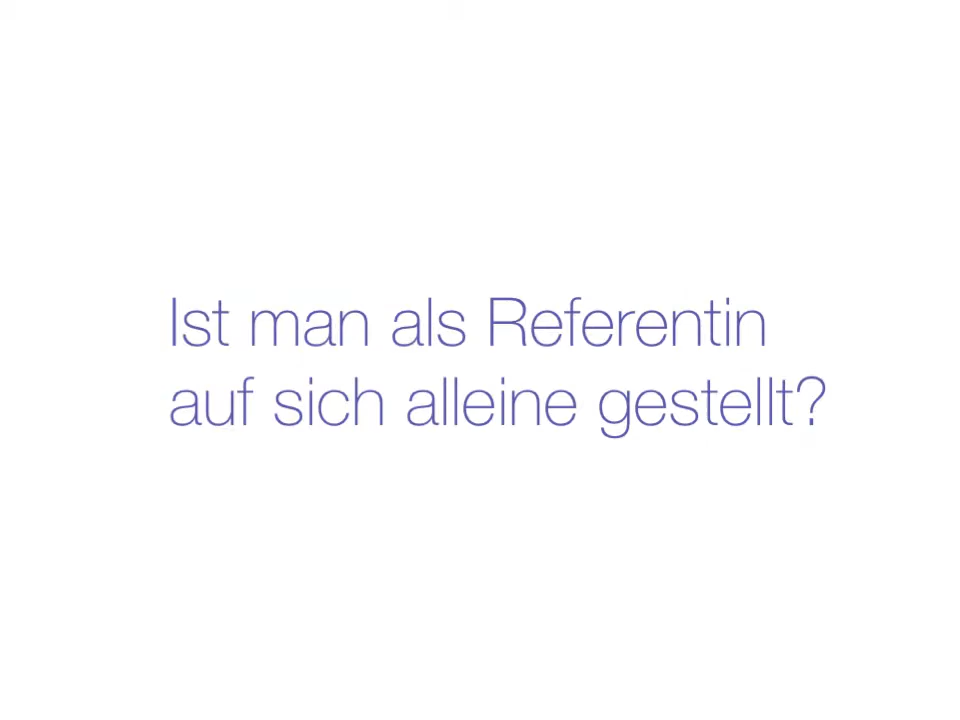 Ist man als Referentin
auf sich alleine gestellt?